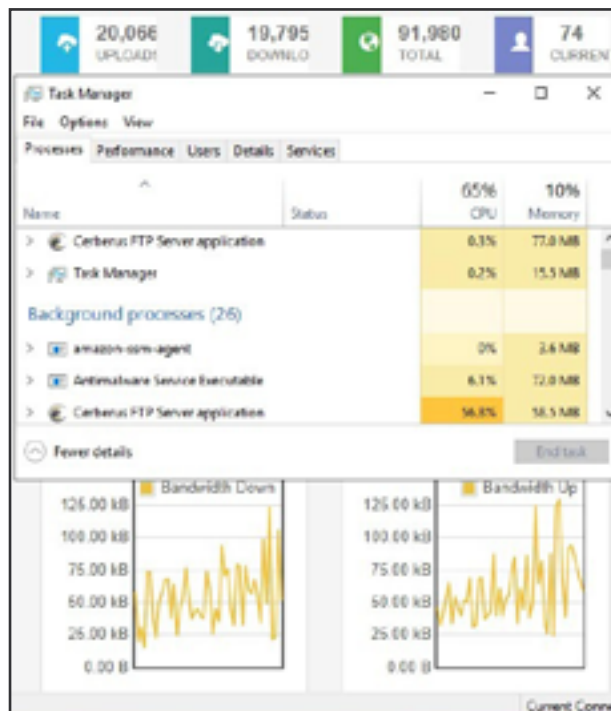 20,066 19,795 91,980 74
UPLOADS DOWNLO TOTAL CURREN
Task Manager
File Options View
Processes Performance Users Details Services
65% 10%
Name Status CPU Memory
Cerberus FTP Server application 0.3% 77.0 MB
Task Manager 0.2% 15.5 MB
Background processes (26)
amazon-ssm-agent 0% 3.6 MB
Antimalware Service Executable 6.1% 72.0 MB
Cerberus FTP Server application 56.8% 58.5 MB
Fewer details End task
Bandwidth Down Bandwidth Up
125.00 kB 125.00 kB
100.00 kB 100.00 kB
75.00 kB 75.00 kB
50.00 kB 50.00 kB
25.00 kB 25.00 kB
0.00 B 0.00 B
Current Conne